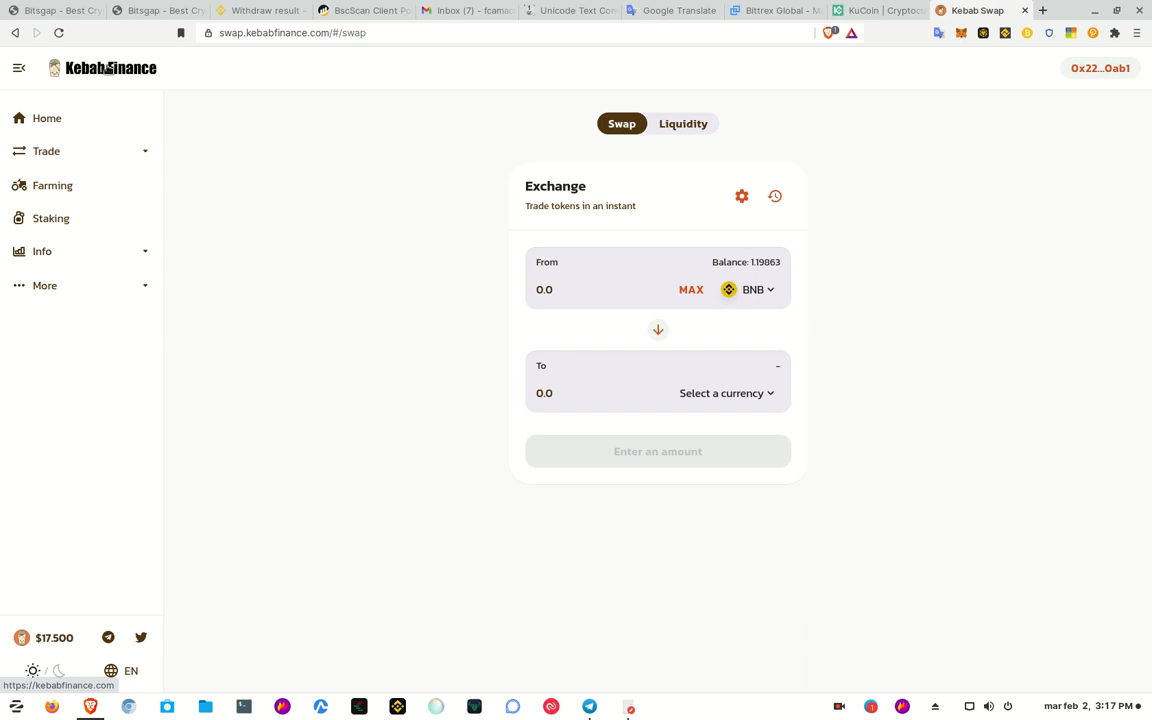 Bitsgap - Best Cry
Bitsgap - Best Cry
Withdraw result -
BscScan Client Po
Inbox (7) - fcamac
Unicode Text Con
Google Translate
Bittrex Global - Ma
KuCoin | Cryptocu
Kebab Swap
swap.kebabfinance.com/#/swap
1
KebabFinance
0x22...0ab1
Home
Trade
Farming
Staking
Info
More
Swap
Liquidity
Exchange
Trade tokens in an instant
From
Balance: 1.19863
0.0
MAX
BNB
To
-
0.0
Select a currency
Enter an amount
$17.500
/
EN
https://kebabfinance.com
1
mar feb 2, 3:17 PM